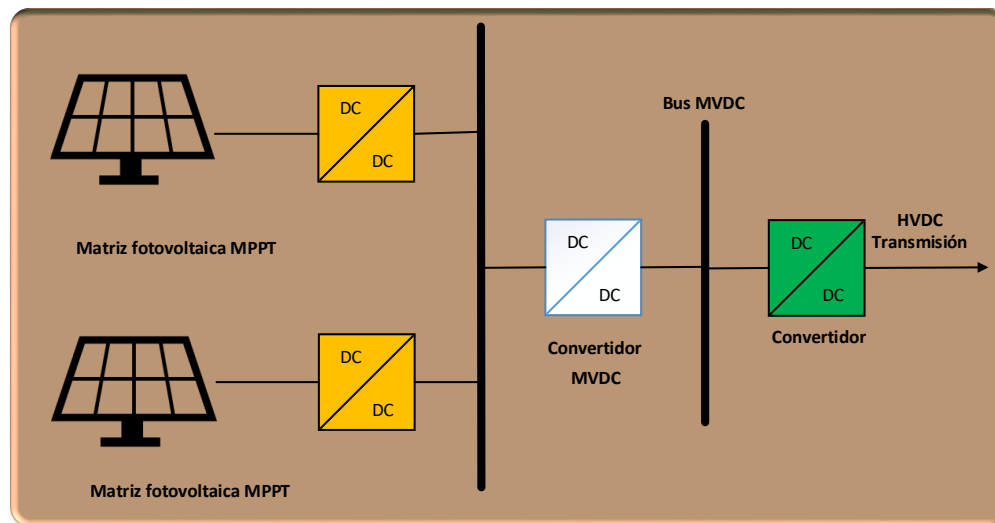 DC
DC
Matriz fotovoltaica MPPT
Bus MVDC
DC
DC
Convertidor
MVDC
DC
DC
Convertidor
HVDC
Transmisión
DC
DC
Matriz fotovoltaica MPPT